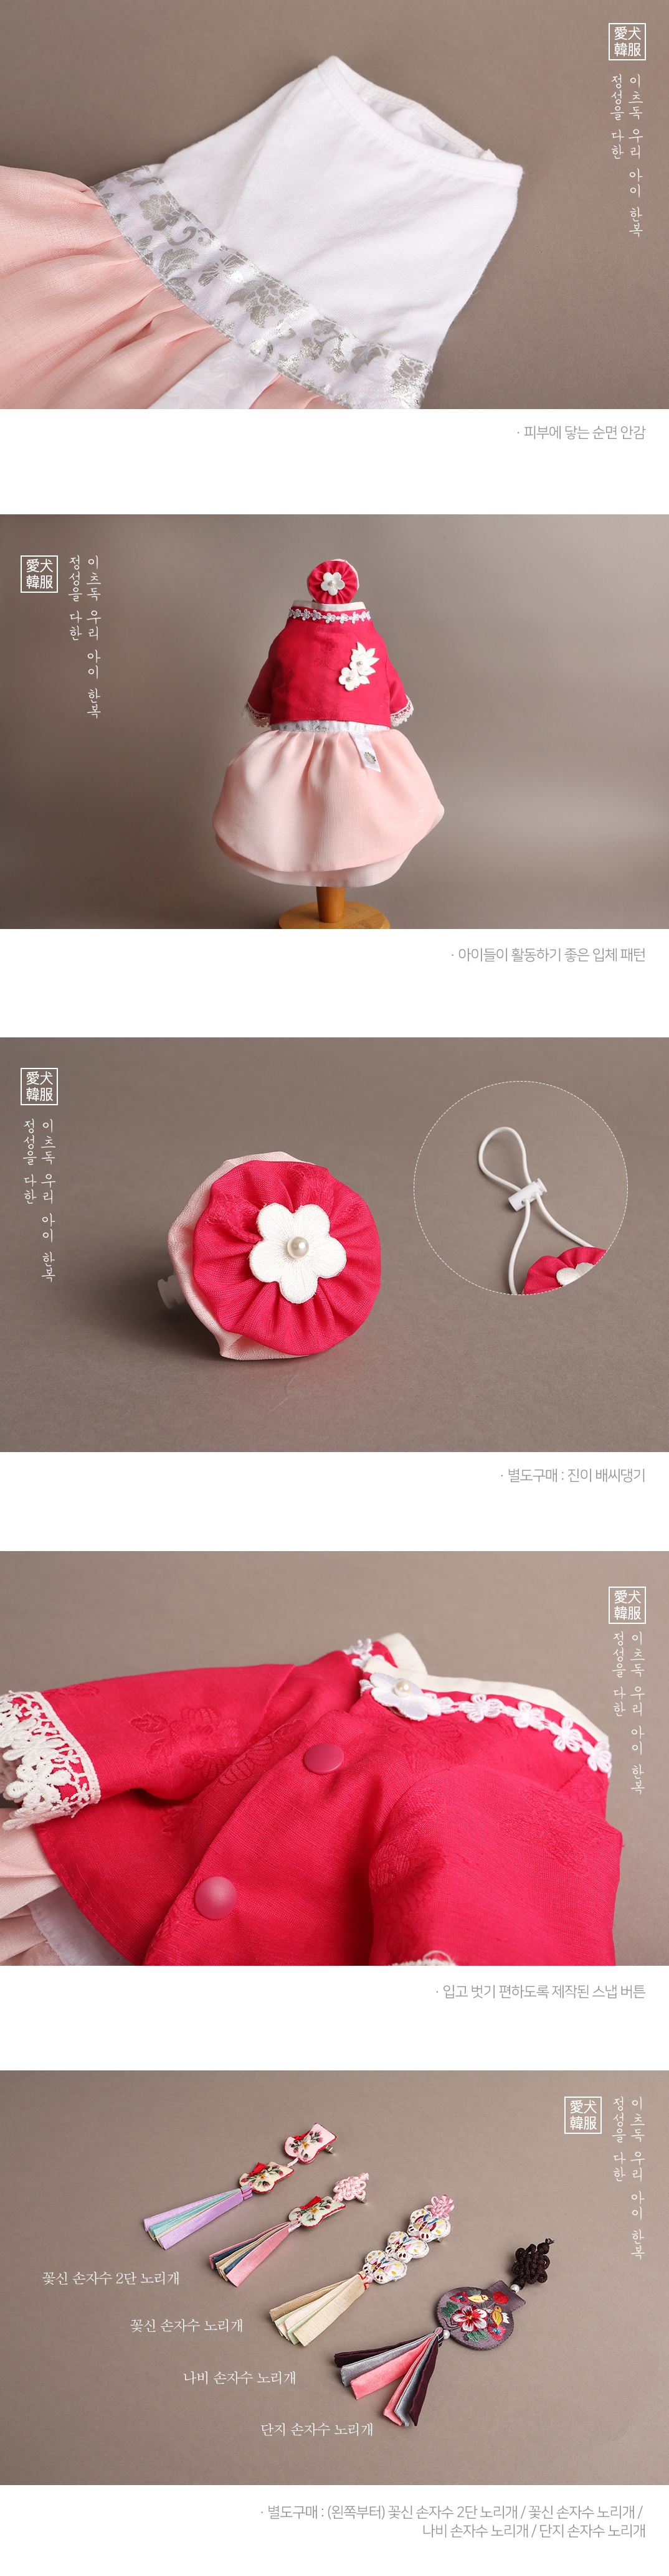 愛犬
韓服
이츠독 우리 아이 한복
정성을 다한
· 피부에 닿는 순면 안감
愛犬
韓服
이츠독 우리 아이 한복
정성을 다한
· 아이들이 활동하기 좋은 입체 패턴
愛犬
韓服
이츠독 우리 아이 한복
정성을 다한
· 별도구매 : 진이 배씨댕기
愛犬
韓服
이츠독 우리 아이 한복
정성을 다한
· 입고 벗기 편하도록 제작된 스냅 버튼
愛犬
韓服
이츠독 우리 아이 한복
정성을 다한
꽃신 손자수 2단 노리개
꽃신 손자수 노리개
나비 손자수 노리개
단지 손자수 노리개
· 별도구매 : (왼쪽부터) 꽃신 손자수 2단 노리개 / 꽃신 손자수 노리개 /
나비 손자수 노리개 / 단지 손자수 노리개